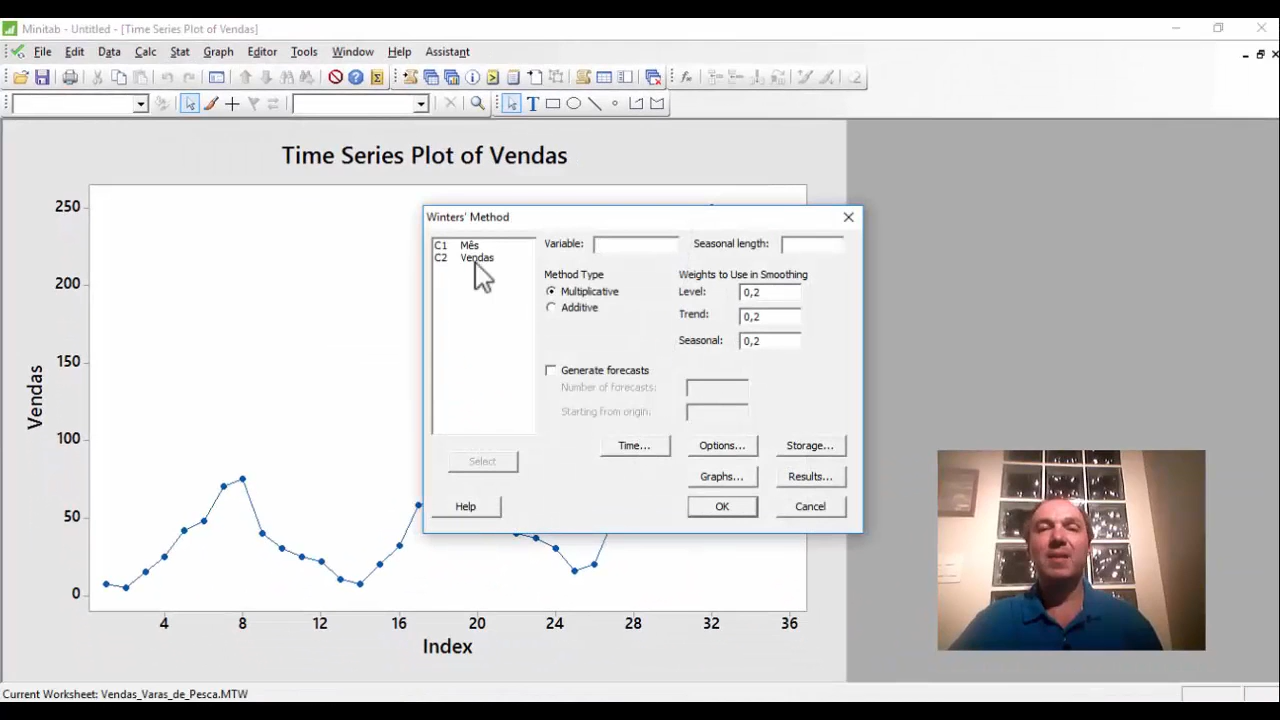 Minitab - Untitled - [Time Series Plot of Vendas]
File Edit Data Calc Stat Graph Editor Tools Window Help Assistant
Time Series Plot of Vendas
250
200
150
100
50
0
Vendas
4 8 12 16 20 24 28 32 36
Index
Winters' Method
C1 Mês
C2 Vendas
Variable:
Seasonal length:
Method Type
Multiplicative
Additive
Weights to Use in Smoothing
Level: 0,2
Trend: 0,2
Seasonal: 0,2
Generate forecasts
Number of forecasts:
Starting from origin:
Select
Time... Options... Storage...
Graphs... Results...
Help OK Cancel
Current Worksheet: Vendas_Varas_de_Pesca.MTW